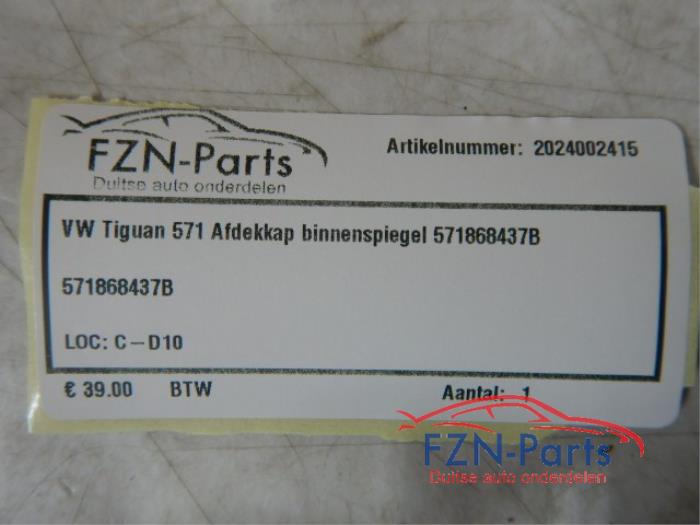 FZN-Parts
Duitse auto onderdelen
Artikelnummer: 2024002415
VW Tiguan 571 Afdekkap binnenspiegel 571868437B
571868437B
LOC: C-D10
€ 39.00 BTW Aantal: 1
FZN-Parts
Duitse auto onderdelen